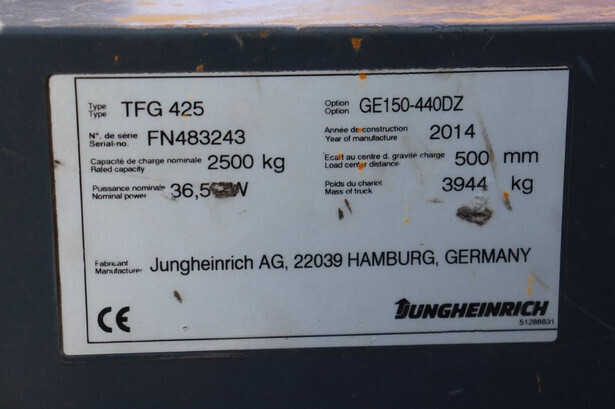 Type TFG 425 Option GE150-440DZ
Type Option
N°. de série FN483243 Année de construction 2014
Serial-no. Year of manufacture
Capacité de charge nominale 2500 kg Ecart au centre d. gravité charge 500 mm
Rated capacity Load center distance
Puissance nominale 36,5 Poids du chariot 3944 kg
Nominal power Mass of truck
Fabricant Jungheinrich AG, 22039 HAMBURG, GERMANY
Manufacturer
CE JUNGHEINRICH
51288831